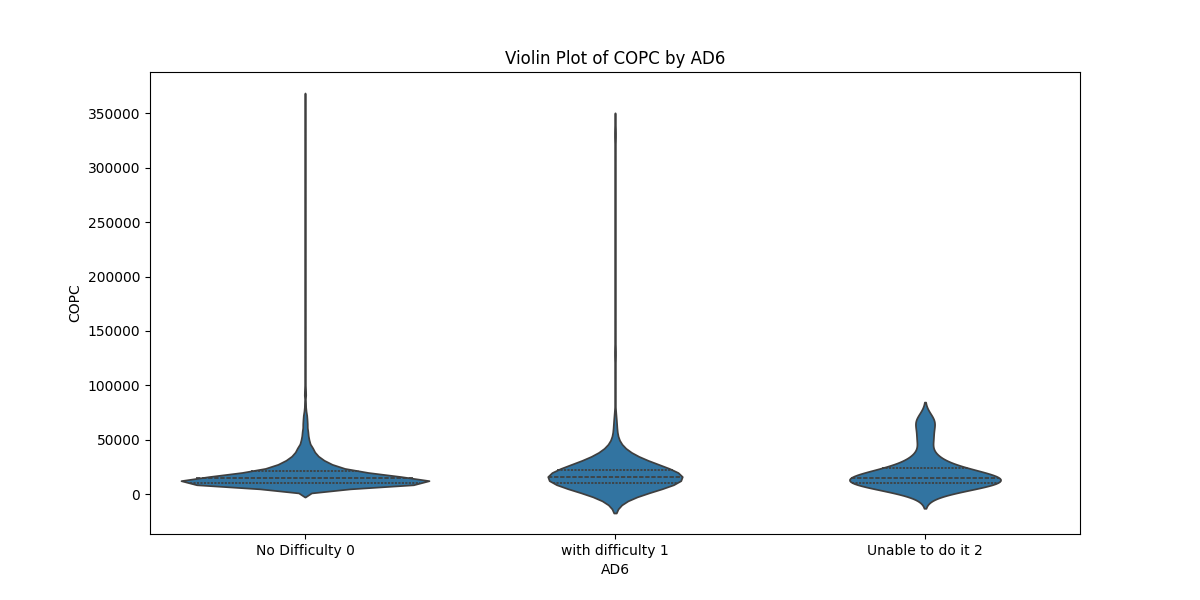 Violin Plot of COPC by AD6
350000
300000
250000
200000
150000
100000
50000
0
COPC
No Difficulty 0
with difficulty 1
Unable to do it 2
AD6